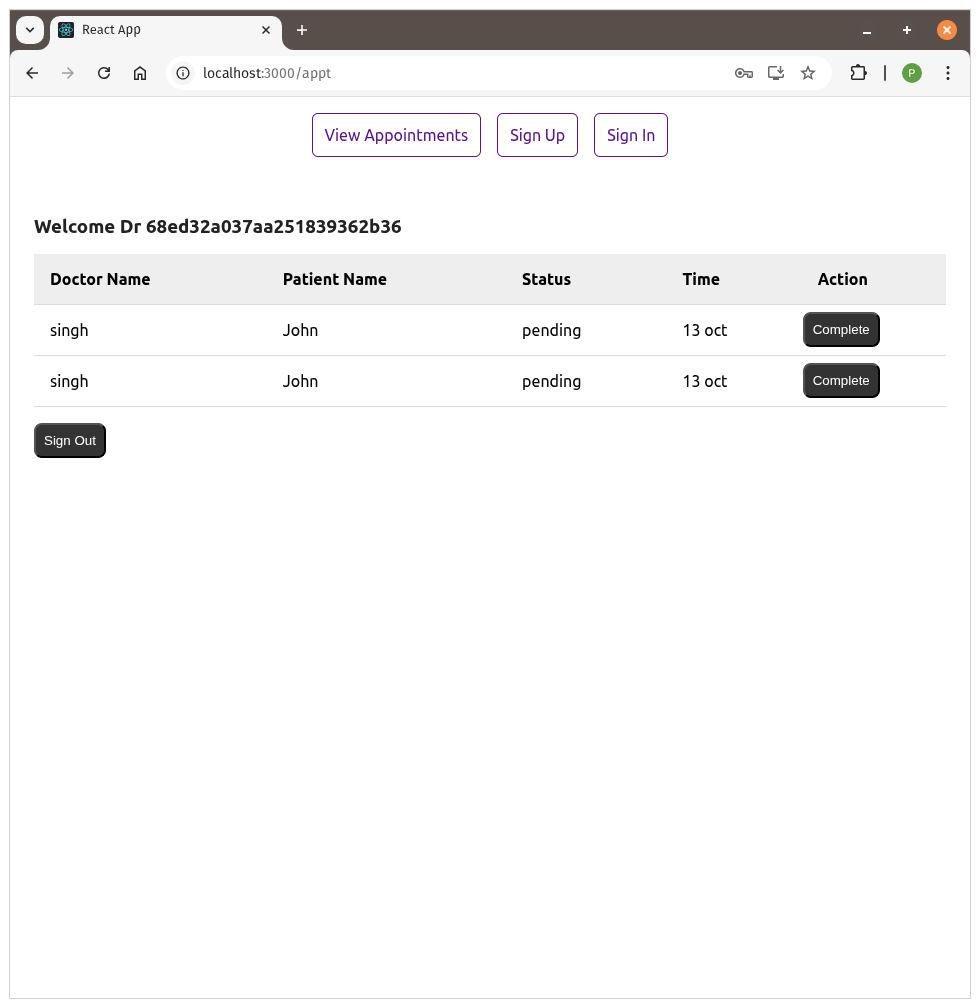 React App
localhost:3000/appt
P
View Appointments Sign Up Sign In
Welcome Dr 68ed32a037aa251839362b36
Doctor Name Patient Name Status Time Action
singh John pending 13 oct Complete
singh John pending 13 oct Complete
Sign Out